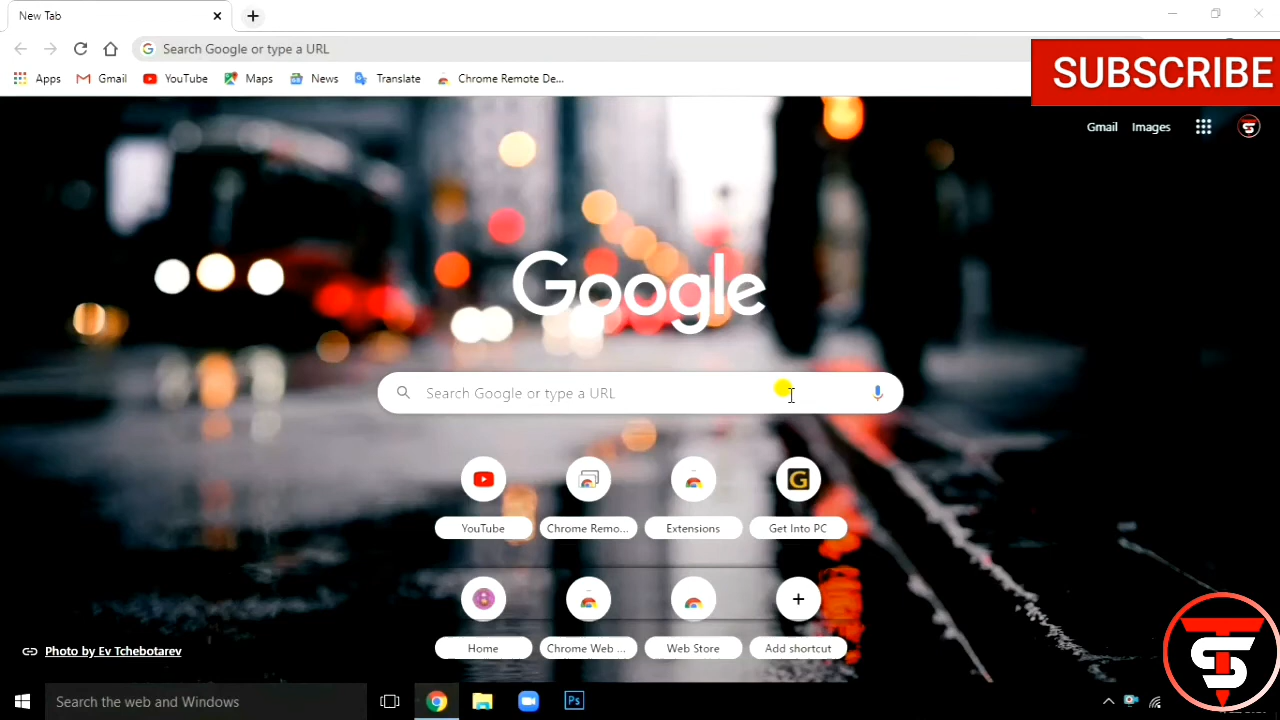 New Tab
Search Google or type a URL
Apps
Gmail
YouTube
Maps
News
Translate
Chrome Remote De...
SUBSCRIBE
Gmail
Images
Google
Search Google or type a URL
YouTube
Chrome Remo...
Extensions
Get Into PC
Home
Chrome Web ...
Web Store
Add shortcut
Photo by Ev Tchebotarev
Search the web and Windows
Ps